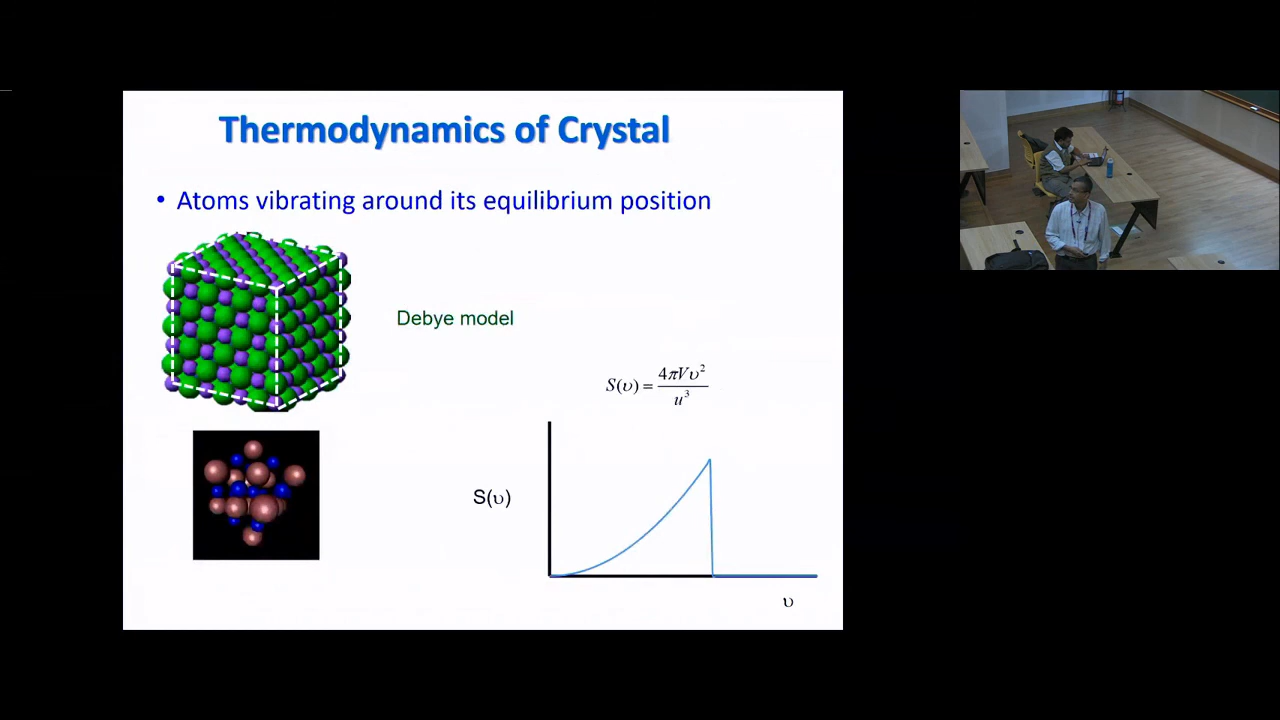 Thermodynamics of Crystal
• Atoms vibrating around its equilibrium position
Debye model
S(υ) = 4πVυ² / u³
S(υ)
υ